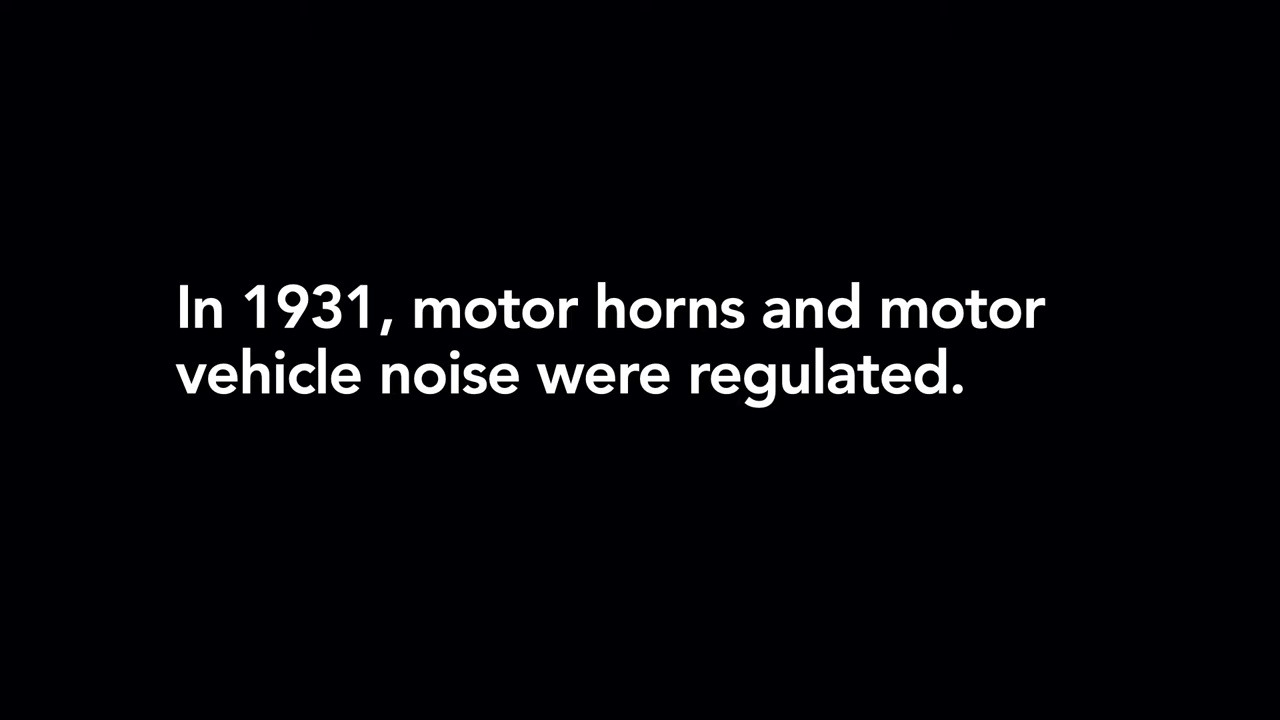 In 1931, motor horns and motor
vehicle noise were regulated.